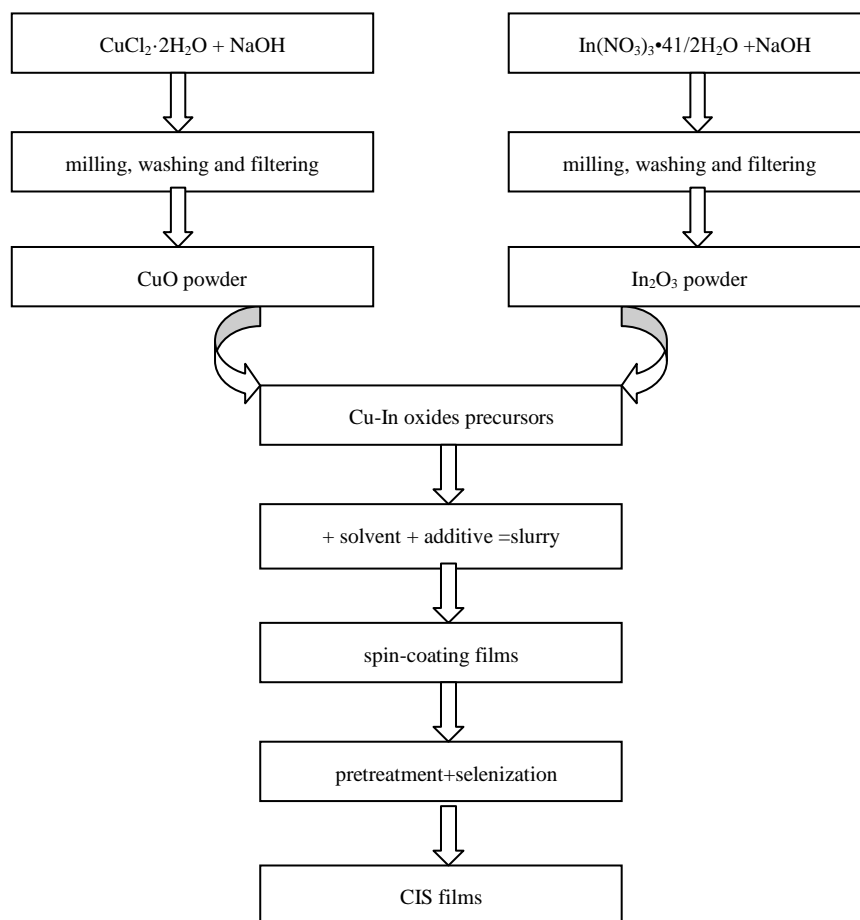 CuCl₂·2H₂O + NaOH
In(NO₃)₃•41/2H₂O +NaOH
milling, washing and filtering
milling, washing and filtering
CuO powder
In₂O₃ powder
Cu-In oxides precursors
+ solvent + additive =slurry
spin-coating films
pretreatment+selenization
CIS films